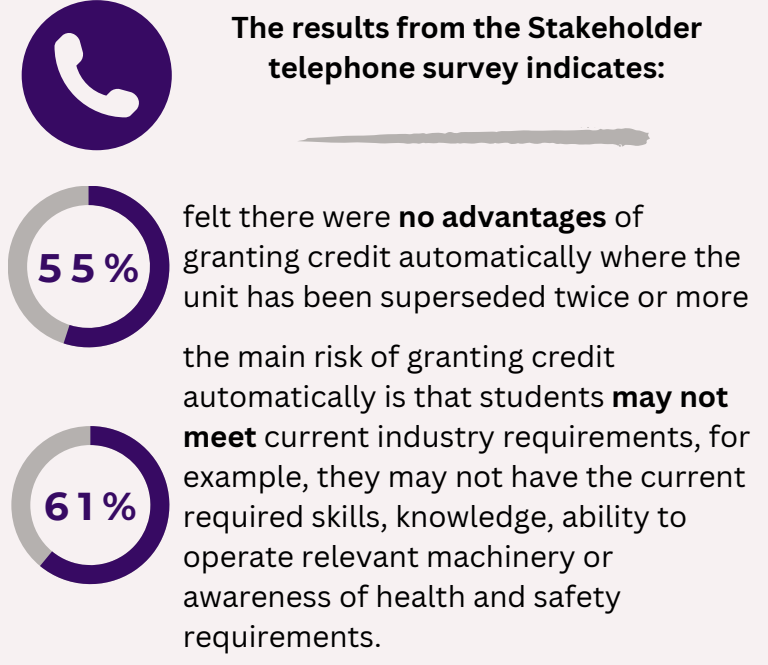 The results from the Stakeholder
telephone survey indicates:
55%
felt there were no advantages of
granting credit automatically where the
unit has been superseded twice or more
61%
the main risk of granting credit
automatically is that students may not
meet current industry requirements, for
example, they may not have the current
required skills, knowledge, ability to
operate relevant machinery or
awareness of health and safety
requirements.